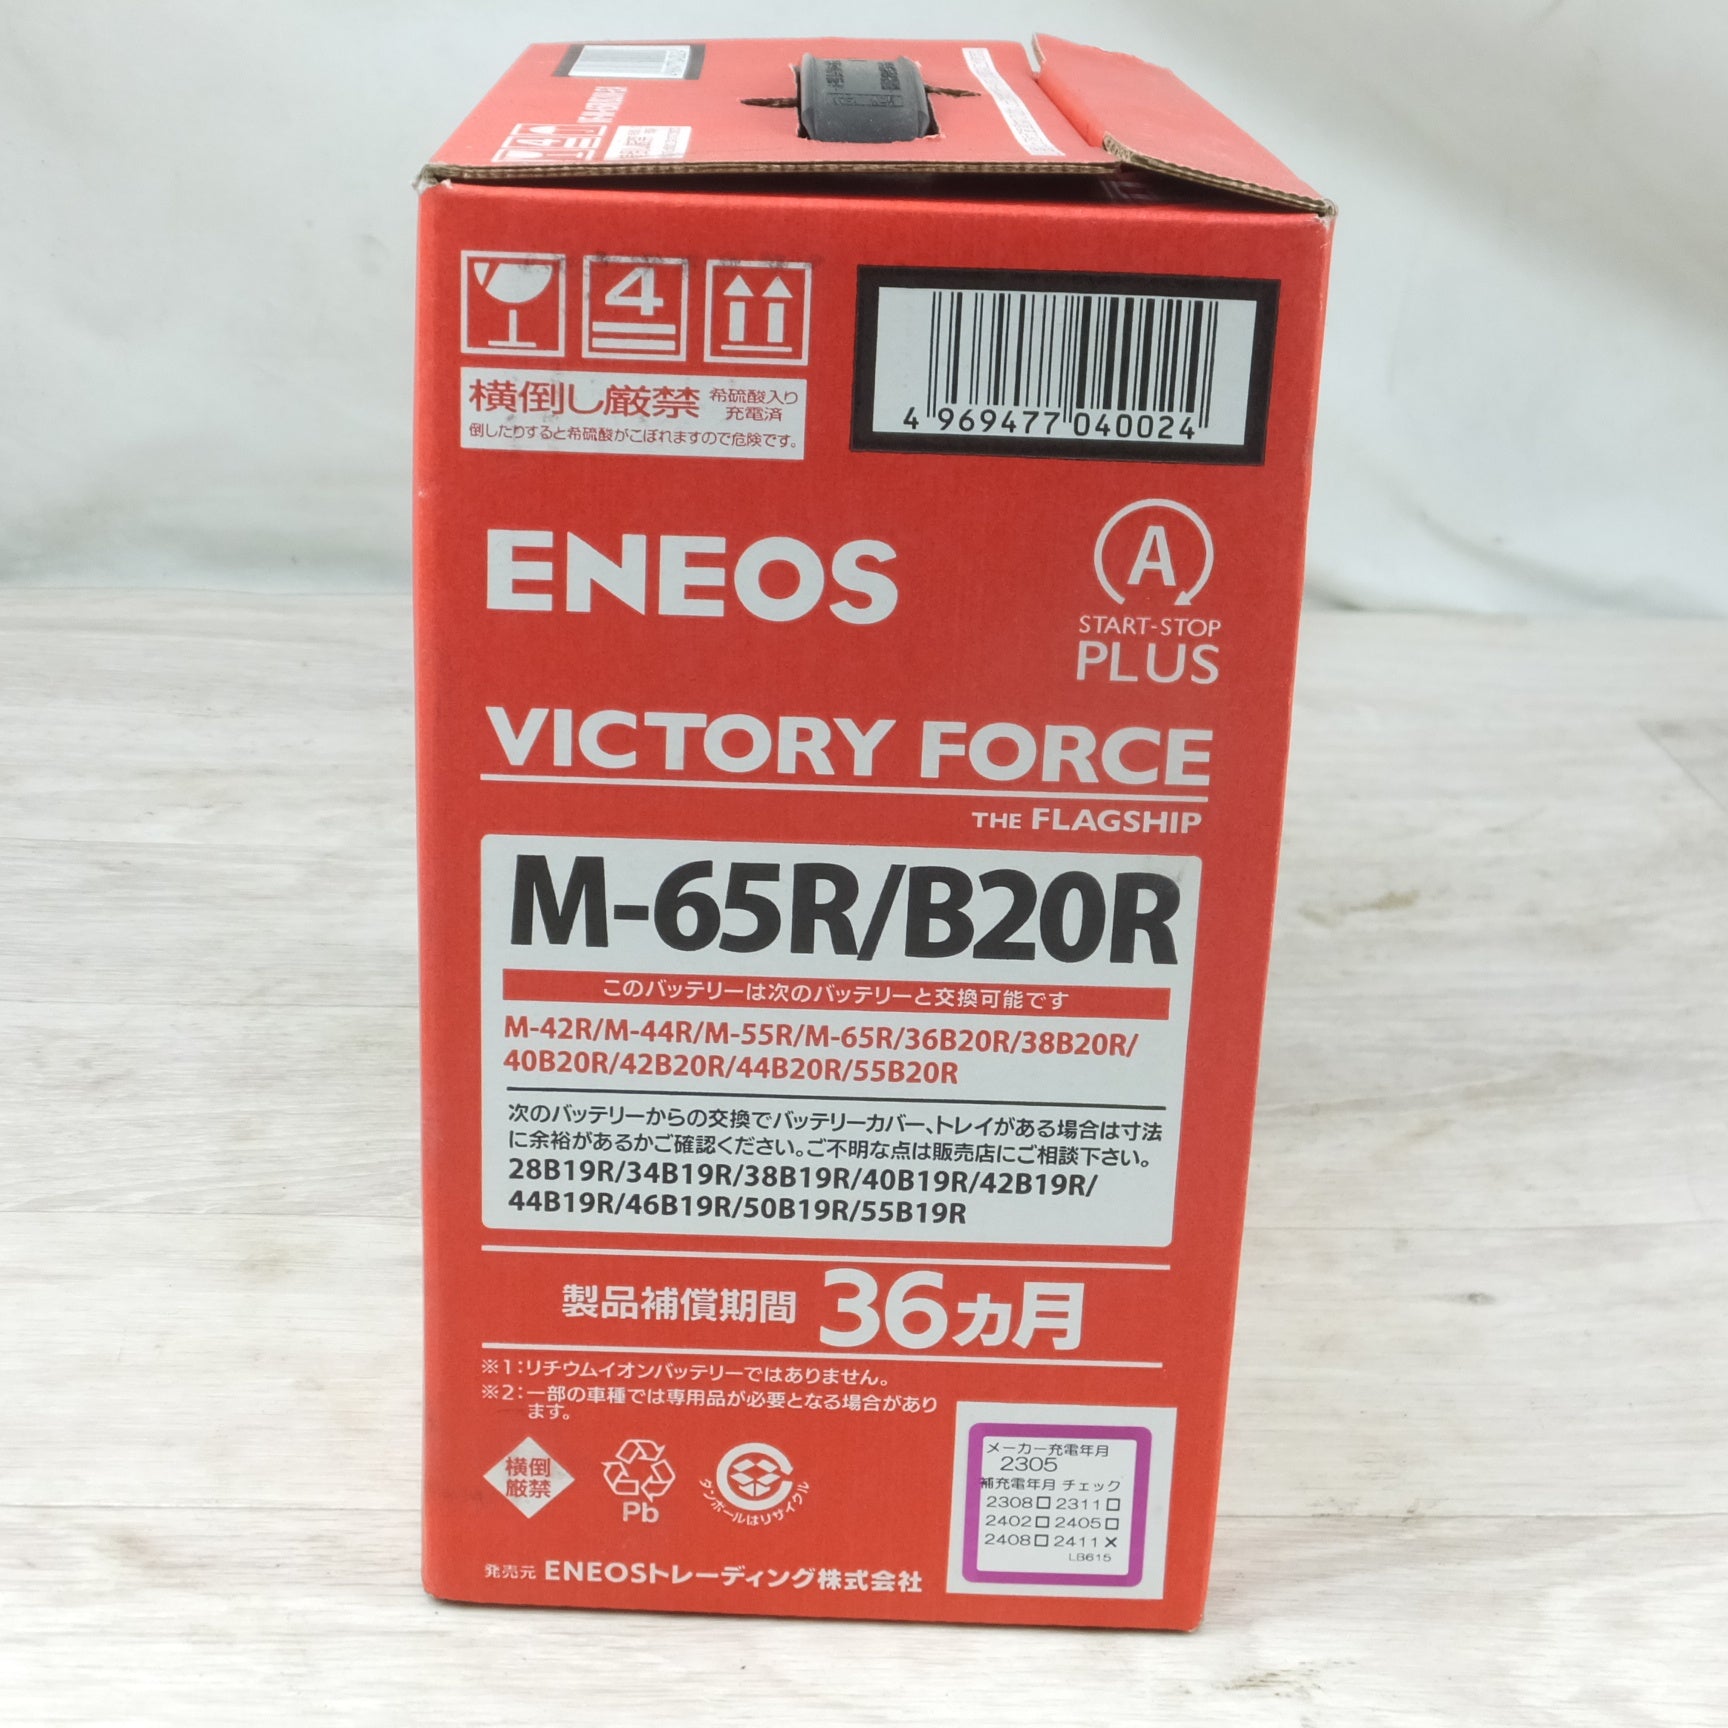 4
横倒し厳禁 希硫酸入り
充電済
倒したりすると希硫酸がこぼれますので危険です。
4 969477 040024
ENEOS
A
START-STOP
PLUS
VICTORY FORCE
THE FLAGSHIP
M-65R/B20R
このバッテリーは次のバッテリーと交換可能です
M-42R/M-44R/M-55R/M-65R/36B20R/38B20R/
40B20R/42B20R/44B20R/55B20R
次のバッテリーからの交換でバッテリーカバー、トレイがある場合は寸法
に余裕があるかご確認ください。ご不明な点は販売店にご相談下さい。
28B19R/34B19R/38B19R/40B19R/42B19R/
44B19R/46B19R/50B19R/55B19R
製品補償期間 36ヵ月
※1:リチウムイオンバッテリーではありません。
※2:一部の車種では専用品が必要となる場合があり
ます。
横倒
厳禁
Pb
ダンボールはリサイクル
発売元 ENEOSトレーディング株式会社
メーカー充電年月
2305
補充電年月 チェック
2308□ 2311□
2402□ 2405□
2408□ 2411×
LB615